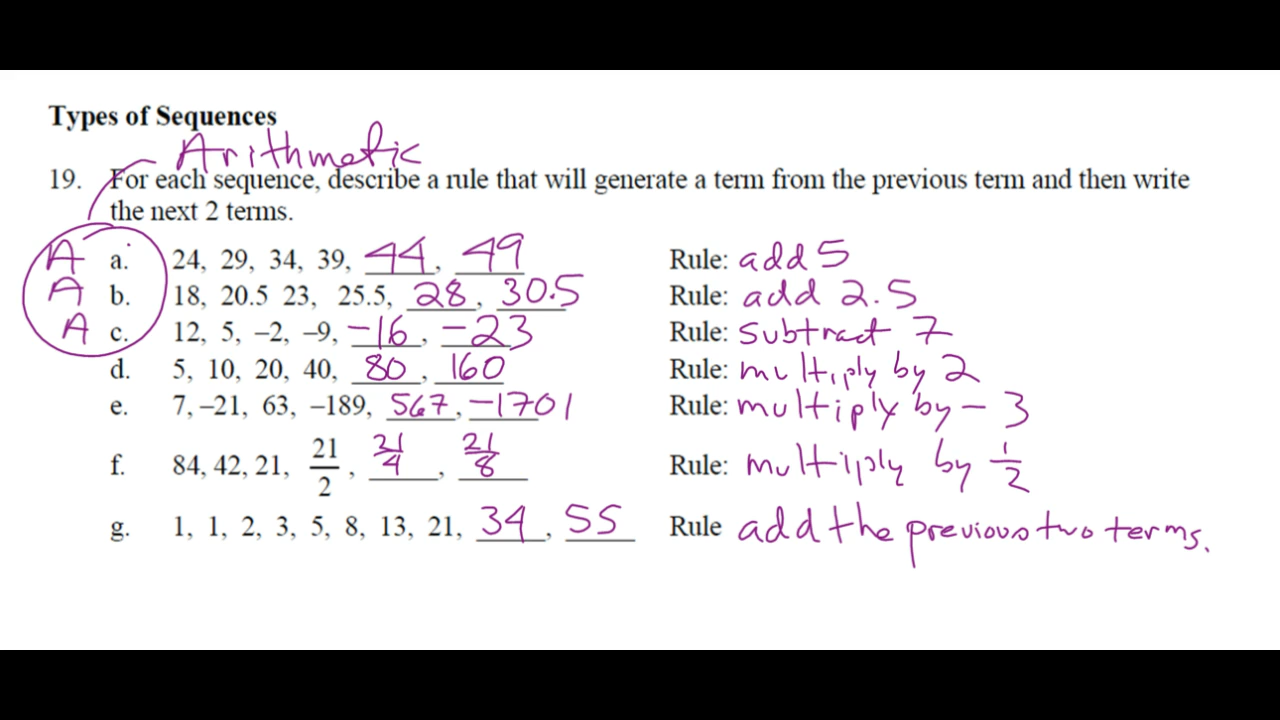 Types of Sequences
Arithmetic
19. For each sequence, describe a rule that will generate a term from the previous term and then write
the next 2 terms.
A a. 24, 29, 34, 39, 44, 49 Rule: add 5
A b. 18, 20.5 23, 25.5, 28, 30.5 Rule: add 2.5
A c. 12, 5, –2, –9, –16, –23 Rule: subtract 7
d. 5, 10, 20, 40, 80, 160 Rule: multiply by 2
e. 7, –21, 63, –189, 567, –1701 Rule: multiply by – 3
f. 84, 42, 21, 21/2, 21/4, 21/8 Rule: multiply by 1/2
g. 1, 1, 2, 3, 5, 8, 13, 21, 34, 55 Rule add the previous two terms.